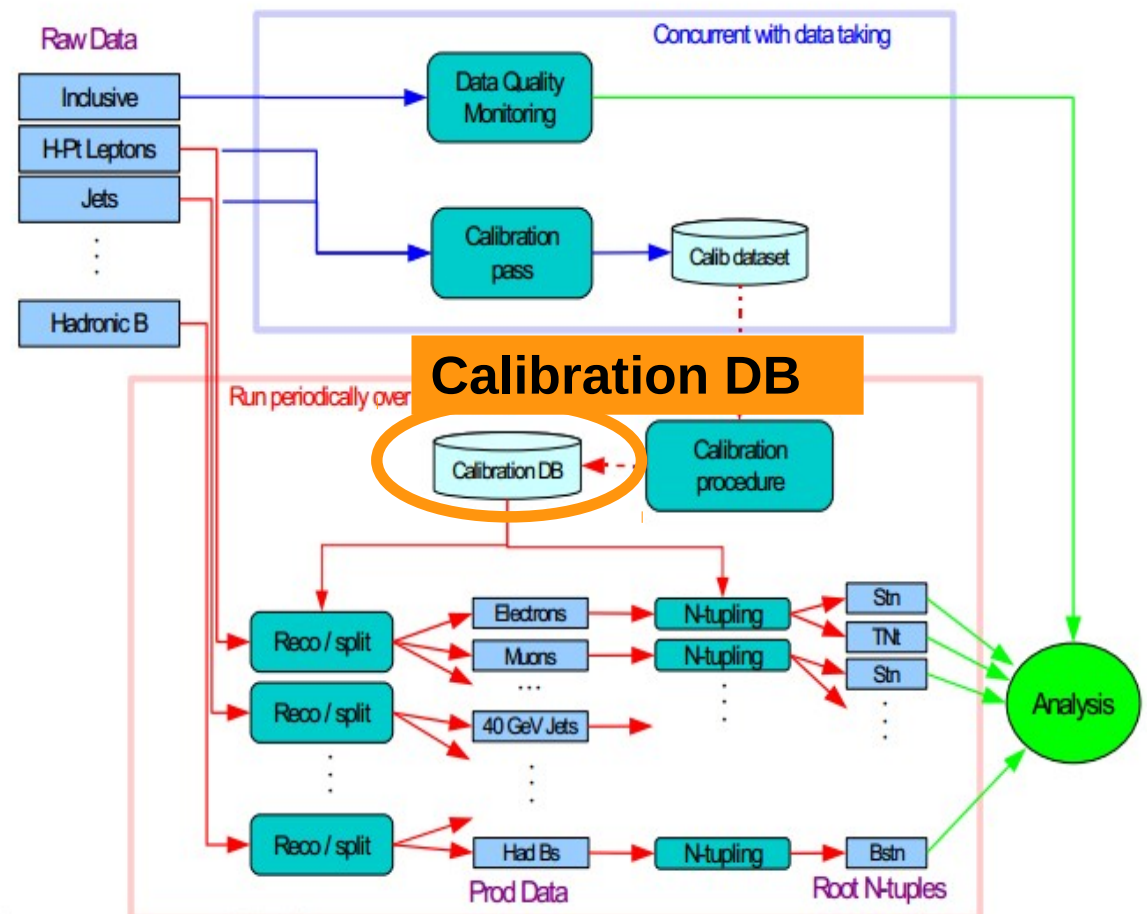 Raw Data
Concurrent with data taking
Inclusive
Data Quality
Monitoring
H-Pt Leptons
Jets
Calibration
pass
Calib dataset
Hadronic B
Calibration DB
Run periodically over
Calibration DB
Calibration
procedure
Reco / split
Electrons
N-tupling
Stn
TNt
Muons
N-tupling
Stn
...
Reco / split
40 GeV Jets
Analysis
Reco / split
Had Bs
N-tupling
Bstn
Prod Data
Root N-tuples